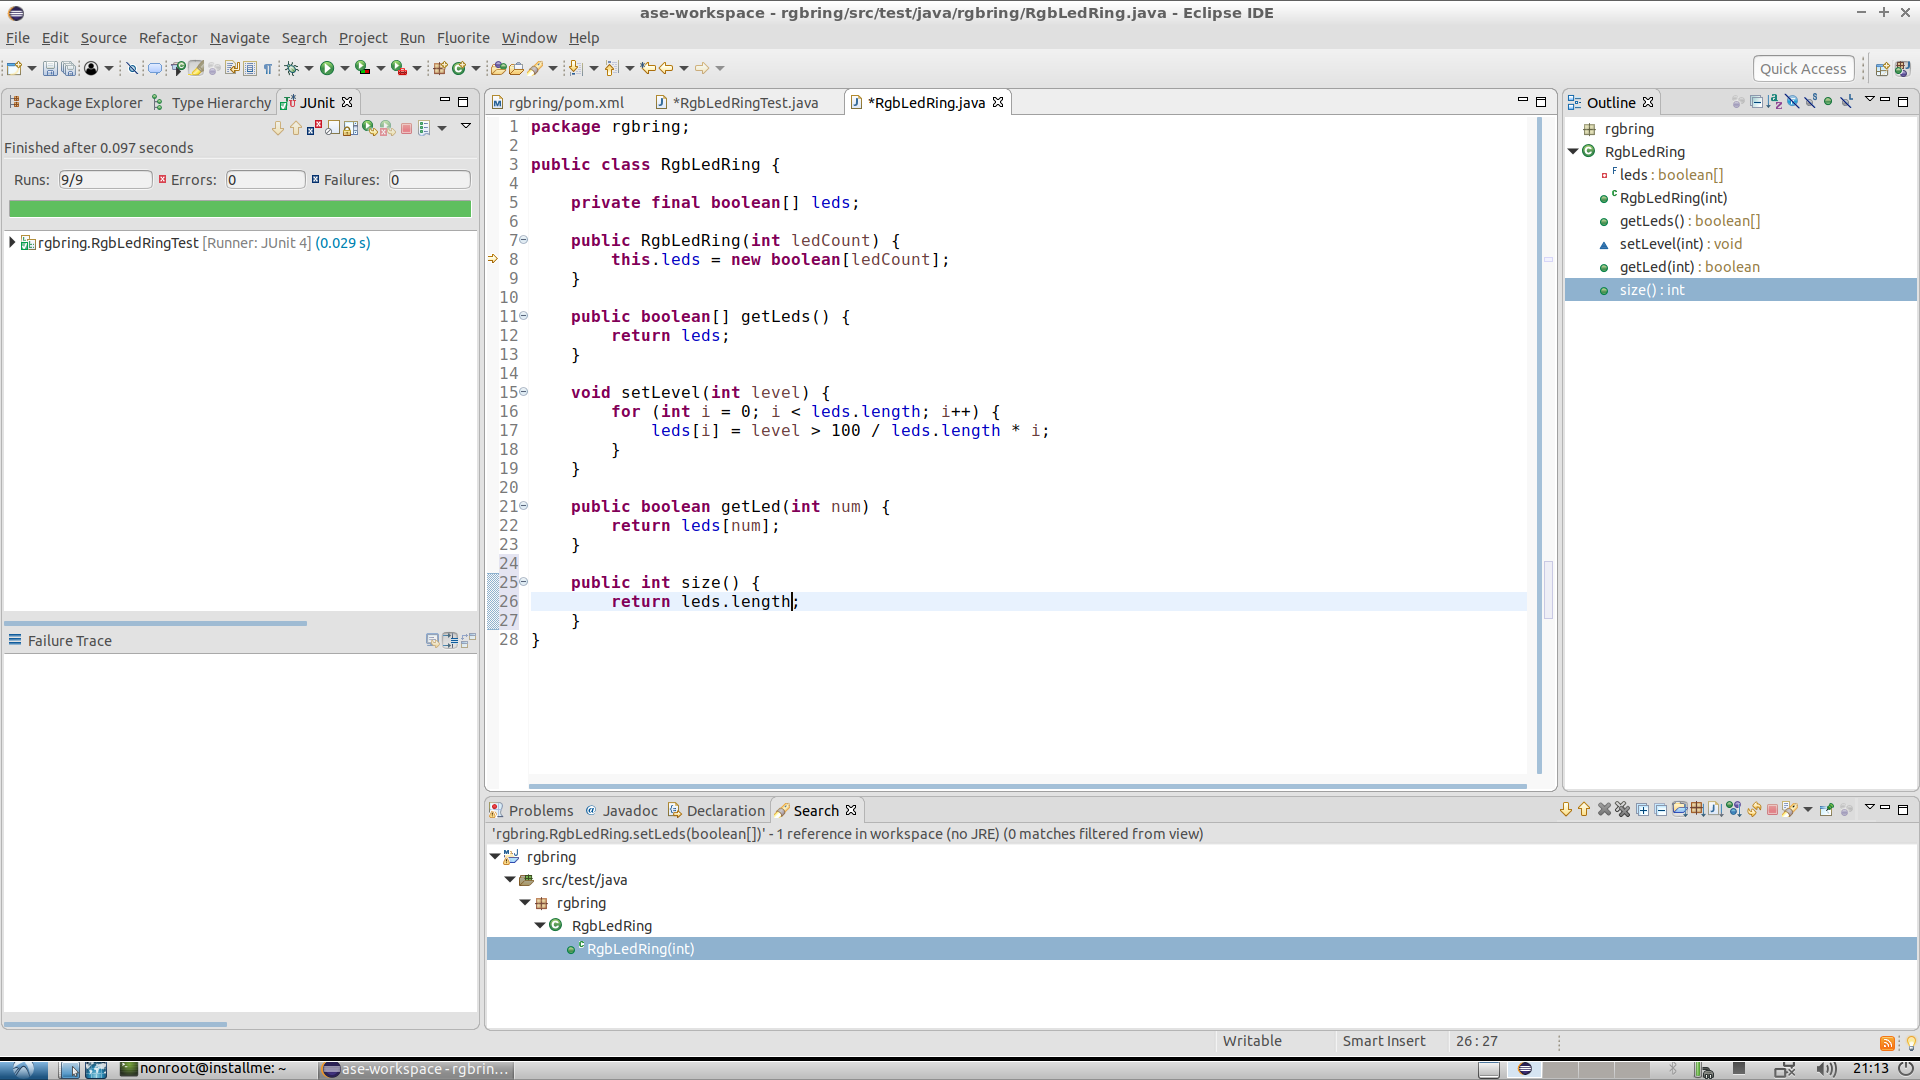 ase-workspace - rgbring/src/test/java/rgbring/RgbLedRing.java - Eclipse IDE
File Edit Source Refactor Navigate Search Project Run Fluorite Window Help
Quick Access
Package Explorer Type Hierarchy JUnit
Finished after 0.097 seconds
Runs: 9/9 Errors: 0 Failures: 0
rgbring.RgbLedRingTest [Runner: JUnit 4] (0.029 s)
Failure Trace
rgbring/pom.xml *RgbLedRingTest.java *RgbLedRing.java
1 package rgbring;
2
3 public class RgbLedRing {
4
5 private final boolean[] leds;
6
7 public RgbLedRing(int ledCount) {
8 this.leds = new boolean[ledCount];
9 }
10
11 public boolean[] getLeds() {
12 return leds;
13 }
14
15 void setLevel(int level) {
16 for (int i = 0; i < leds.length; i++) {
17 leds[i] = level > 100 / leds.length * i;
18 }
19 }
20
21 public boolean getLed(int num) {
22 return leds[num];
23 }
24
25 public int size() {
26 return leds.length;
27 }
28 }
Outline
rgbring
RgbLedRing
leds : boolean[]
RgbLedRing(int)
getLeds() : boolean[]
setLevel(int) : void
getLed(int) : boolean
size() : int
Problems Javadoc Declaration Search
'rgbring.RgbLedRing.setLeds(boolean[])' - 1 reference in workspace (no JRE) (0 matches filtered from view)
rgbring
src/test/java
rgbring
RgbLedRing
RgbLedRing(int)
Writable Smart Insert 26 : 27
nonroot@installme: ~ ase-workspace - rgbrin... 21:13